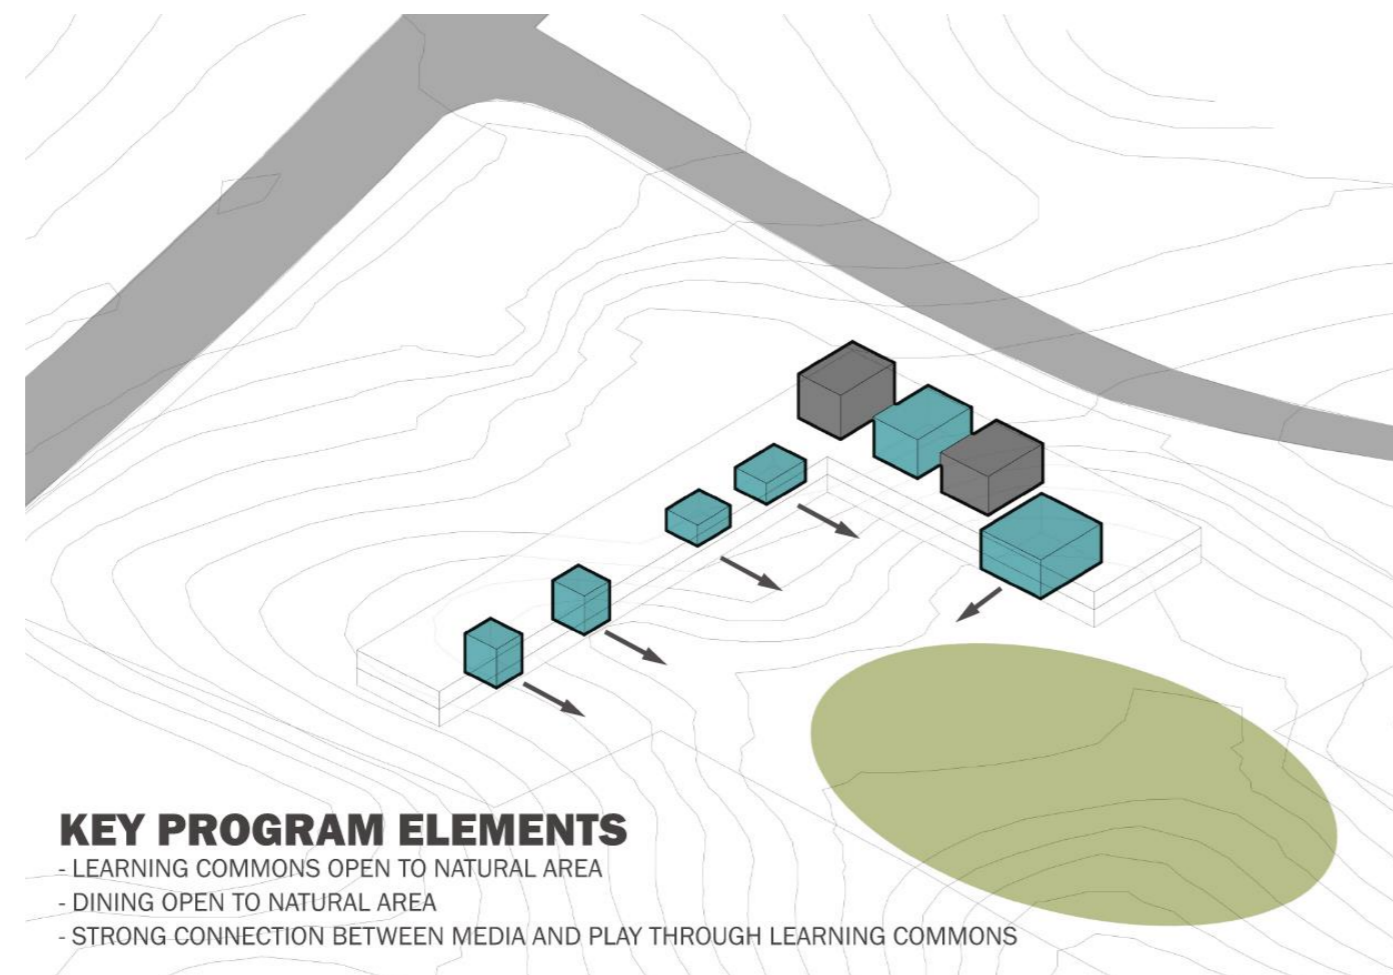 KEY PROGRAM ELEMENTS
- LEARNING COMMONS OPEN TO NATURAL AREA
- DINING OPEN TO NATURAL AREA
- STRONG CONNECTION BETWEEN MEDIA AND PLAY THROUGH LEARNING COMMONS